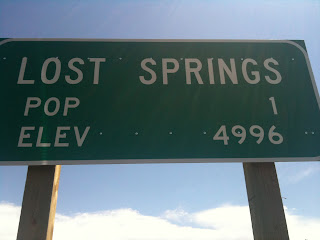 LOST SPRINGS
POP 1
ELEV 4996